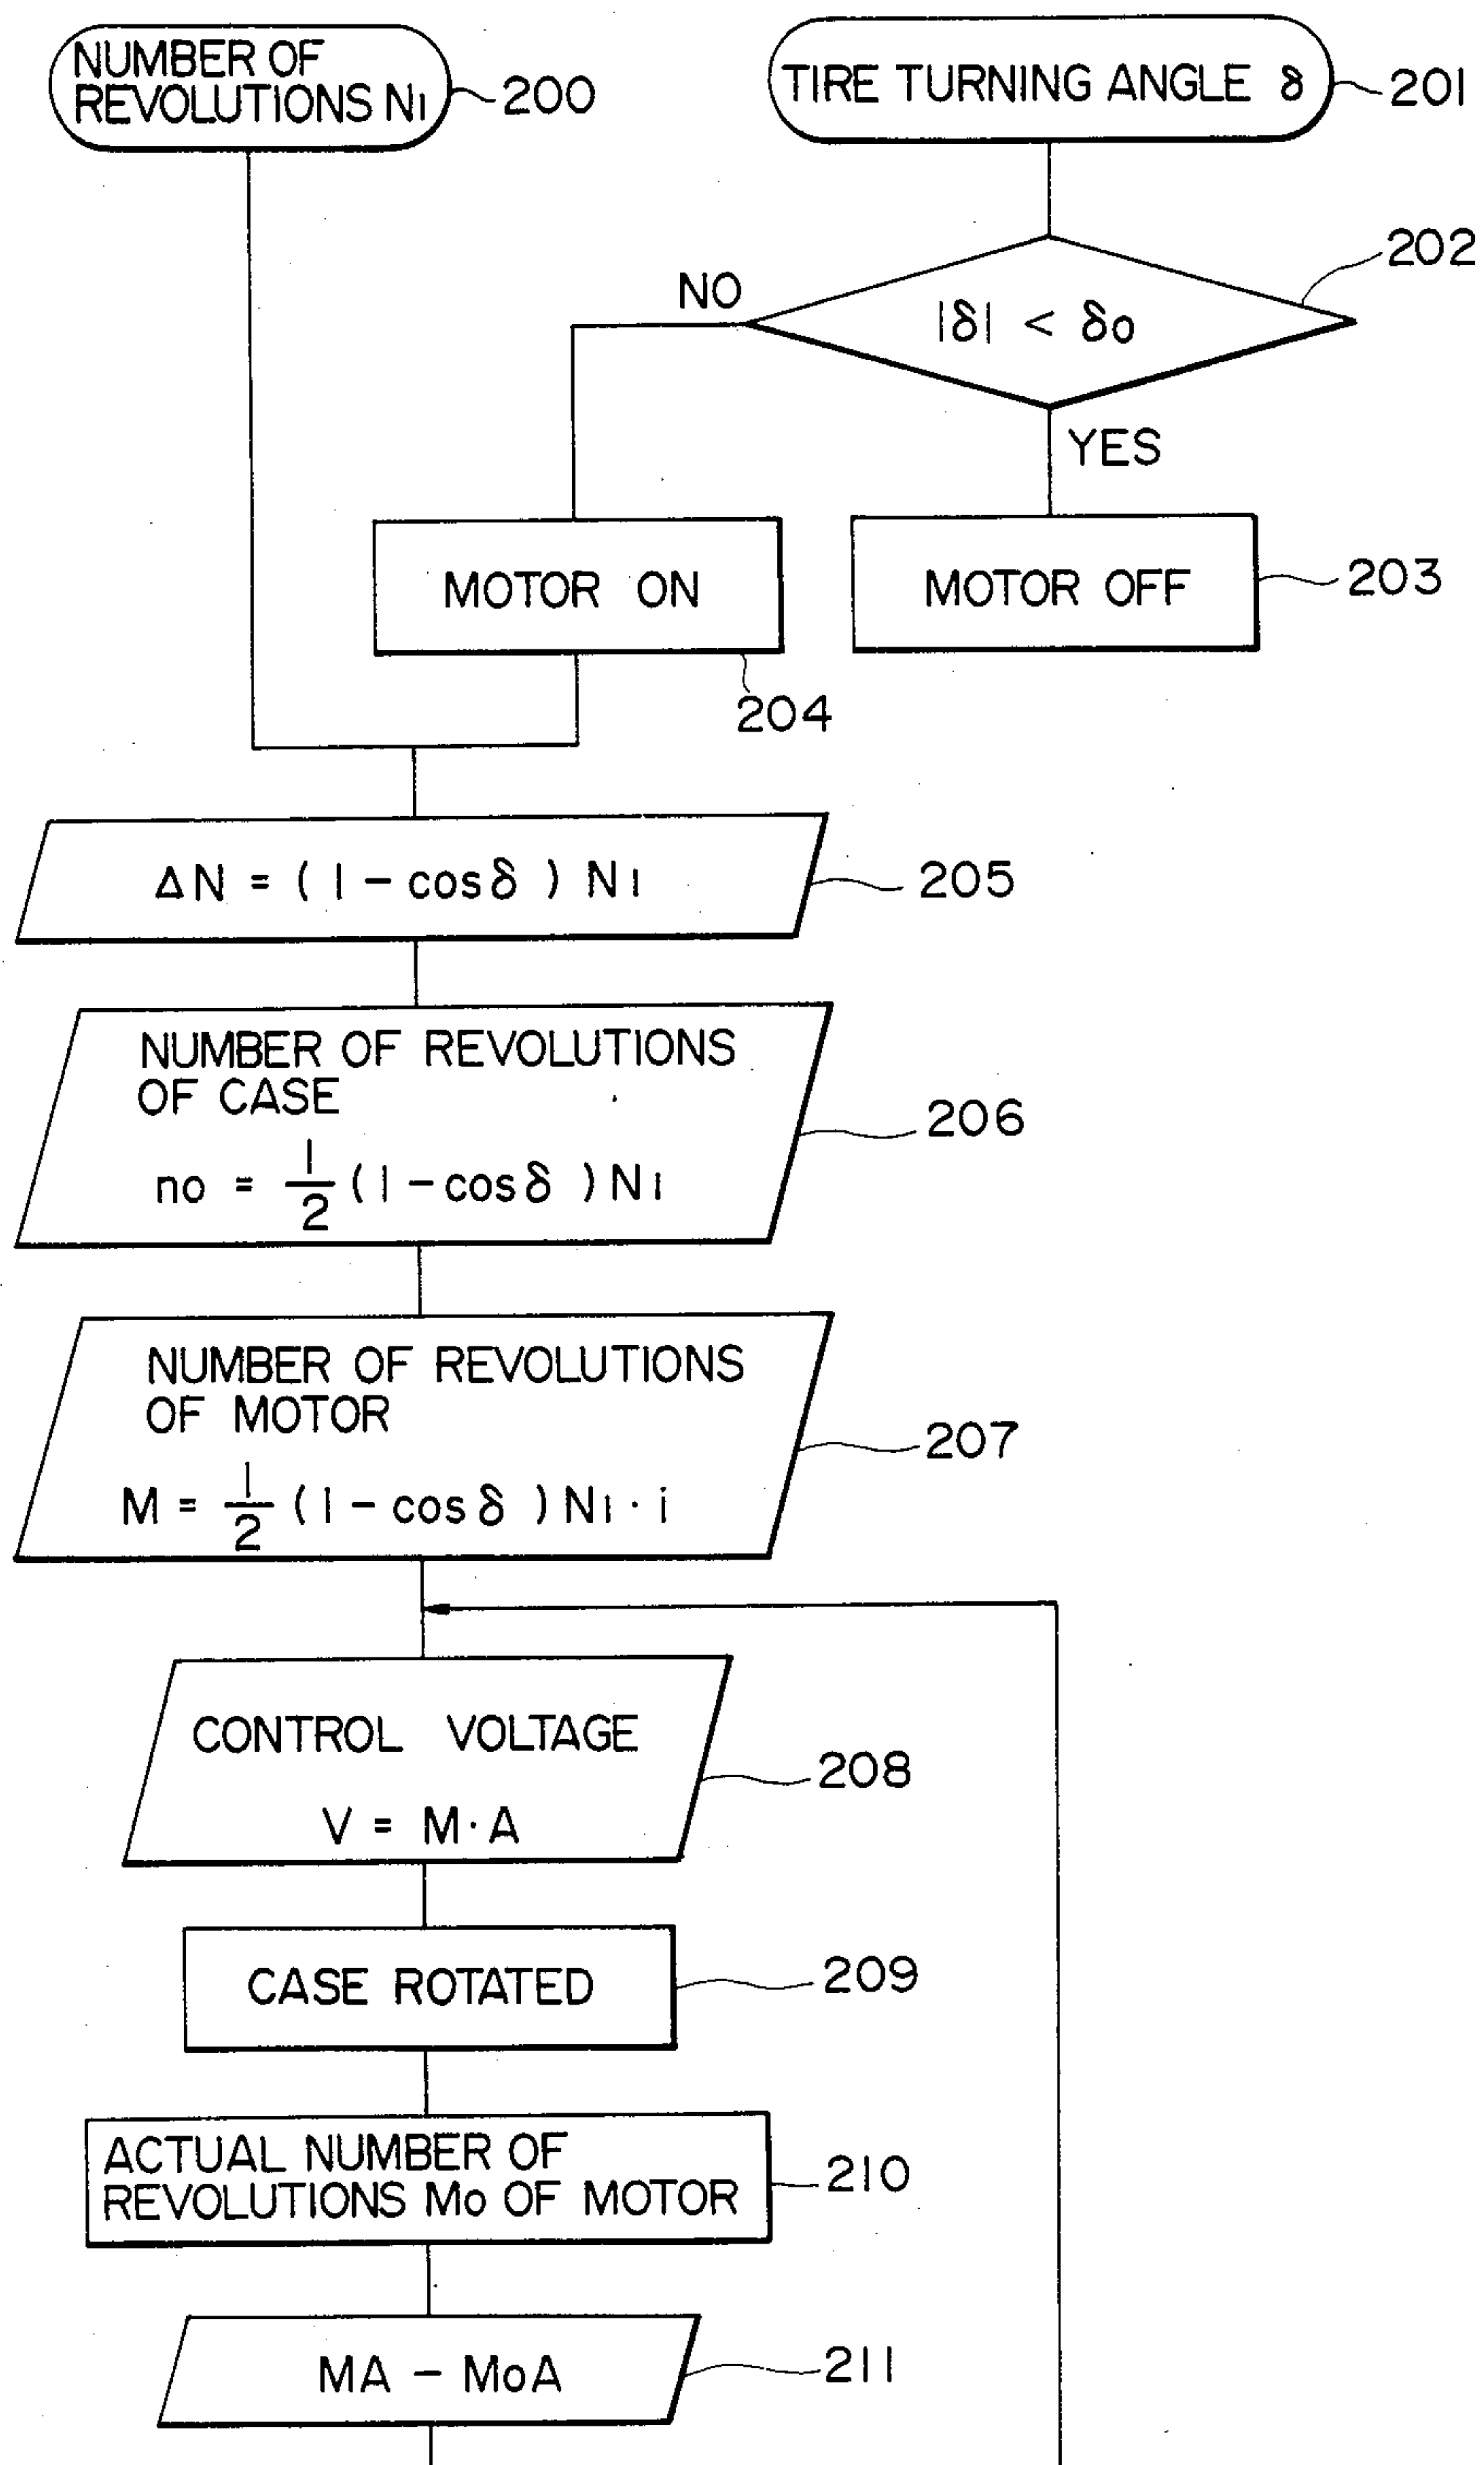 NUMBER OF
REVOLUTIONS N1
200
TIRE TURNING ANGLE δ
201
202
NO
|δ| < δo
YES
MOTOR ON
MOTOR OFF
203
204
ΔN = (1 - cosδ ) N1
205
NUMBER OF REVOLUTIONS
OF CASE
206
no = 1/2 (1 - cosδ ) N1
NUMBER OF REVOLUTIONS
OF MOTOR
207
M = 1/2 (1 - cosδ ) N1 · i
CONTROL VOLTAGE
208
V = M · A
CASE ROTATED
209
ACTUAL NUMBER OF
REVOLUTIONS Mo OF MOTOR
210
MA - MoA
211